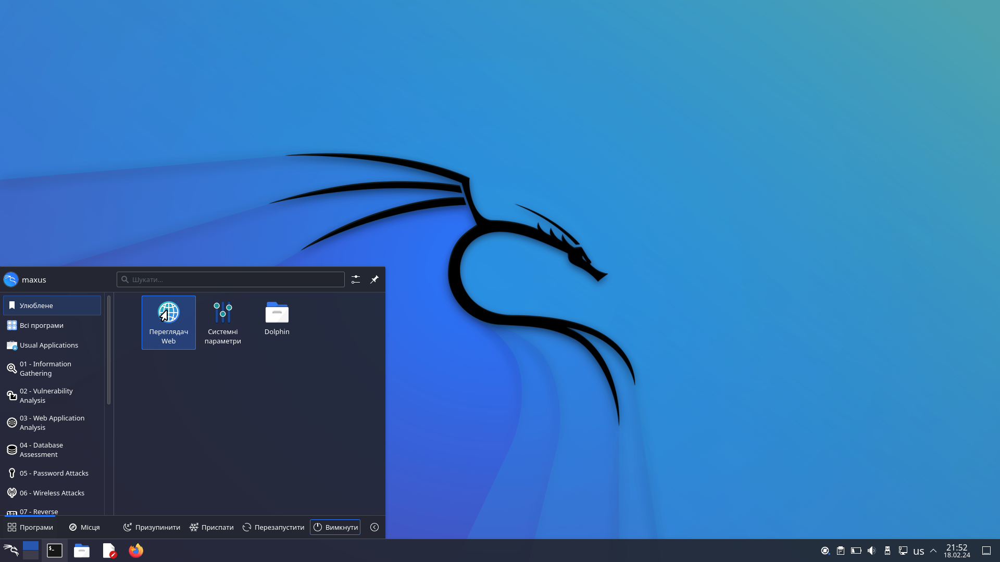 maxus
Шукати...
Улюблене
Всі програми
Usual Applications
01 - Information
Gathering
02 - Vulnerability
Analysis
03 - Web Application
Analysis
04 - Database
Assessment
05 - Password Attacks
06 - Wireless Attacks
07 - Reverse
Переглядач
Web
Системні
параметри
Dolphin
Програми
Місця
Призупинити
Приспати
Перезапустити
Вимкнути
us
21:52
18.02.24